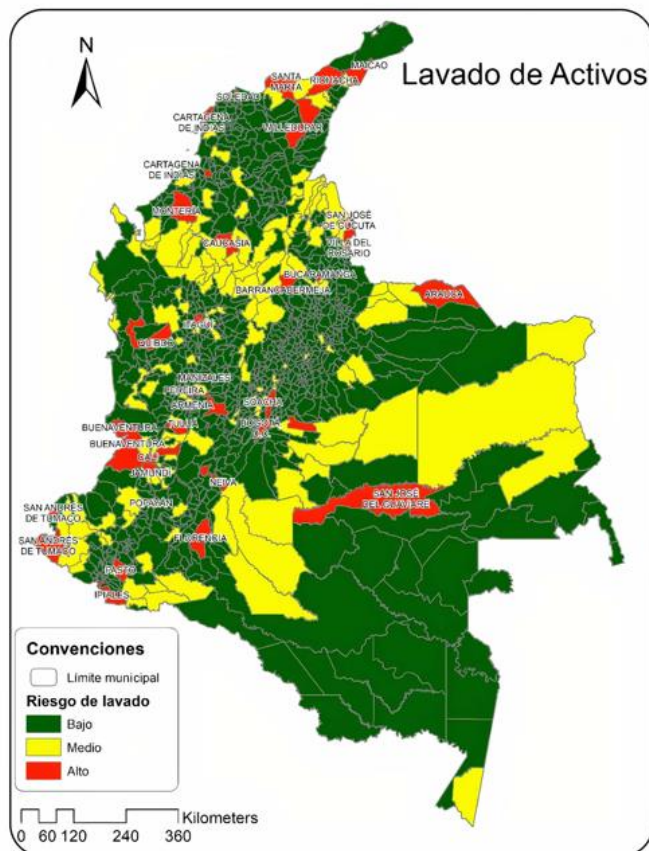 N
Lavado de Activos
MAICAO
SANTA
MARTA
RIOHACHA
SOLEDAD
CARTAGENA
DE INDIAS
VALLEDUPAR
CARTAGENA
DE INDIAS
MONTERÍA
SAN JOSÉ
DE CÚCUTA
CAUCASIA
VILLA DEL
ROSARIO
BUCARAMANGA
BARRANCABERMEJA
ARAUCA
ITAGÜÍ
QUIBDÓ
MANIZALES
PEREIRA
SOACHA
ARMENIA
BOGOTÁ
BUENAVENTURA
TULUÁ
BUENAVENTURA
CALI
JAMUNDÍ
NEIVA
SAN JOSÉ
DEL GUAVIARE
POPAYÁN
SAN ANDRÉS
DE TUMACO
FLORENCIA
SAN ANDRÉS
DE TUMACO
PASTO
IPIALES
Convenciones
Límite municipal
Riesgo de lavado
Bajo
Medio
Alto
Kilometers
0 60 120 240 360